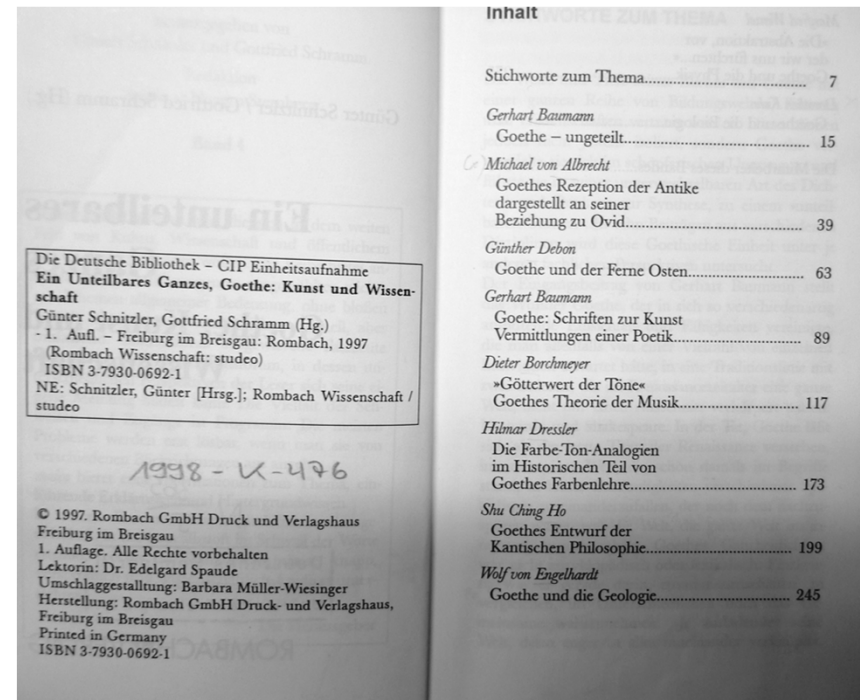 Die Deutsche Bibliothek – CIP Einheitsaufnahme
Ein Unteilbares Ganzes, Goethe: Kunst und Wissen-
schaft
Günter Schnitzler, Gottfried Schramm (Hg.)
- 1. Aufl. – Freiburg im Breisgau: Rombach, 1997
(Rombach Wissenschaft: studeo)
ISBN 3-7930-0692-1
NE: Schnitzler, Günter [Hrsg.]; Rombach Wissenschaft /
studeo
1998 - K - 476
© 1997. Rombach GmbH Druck und Verlagshaus
Freiburg im Breisgau
1. Auflage. Alle Rechte vorbehalten
Lektorin: Dr. Edelgard Spaude
Umschlaggestalltung: Barbara Müller-Wiesinger
Herstellung: Rombach GmbH Druck- und Verlagshaus,
Freiburg im Breisgau
Printed in Germany
ISBN 3-7930-0692-1
Inhalt
Stichworte zum Thema 7
Gerhart Baumann
Goethe – ungeteilt 15
Michael von Albrecht
Goethes Rezeption der Antike
dargestellt an seiner
Beziehung zu Ovid 39
Günther Debon
Goethe und der Ferne Osten 63
Gerhart Baumann
Goethe: Schriften zur Kunst
Vermittlungen einer Poetik 89
Dieter Borchmeyer
»Götterwert der Töne«
Goethes Theorie der Musik 117
Hilmar Dressler
Die Farbe-Ton-Analogien
im Historischen Teil von
Goethes Farbenlehre 173
Shu Ching Ho
Goethes Entwurf der
Kantischen Philosophie 199
Wolf von Engelhardt
Goethe und die Geologie 245